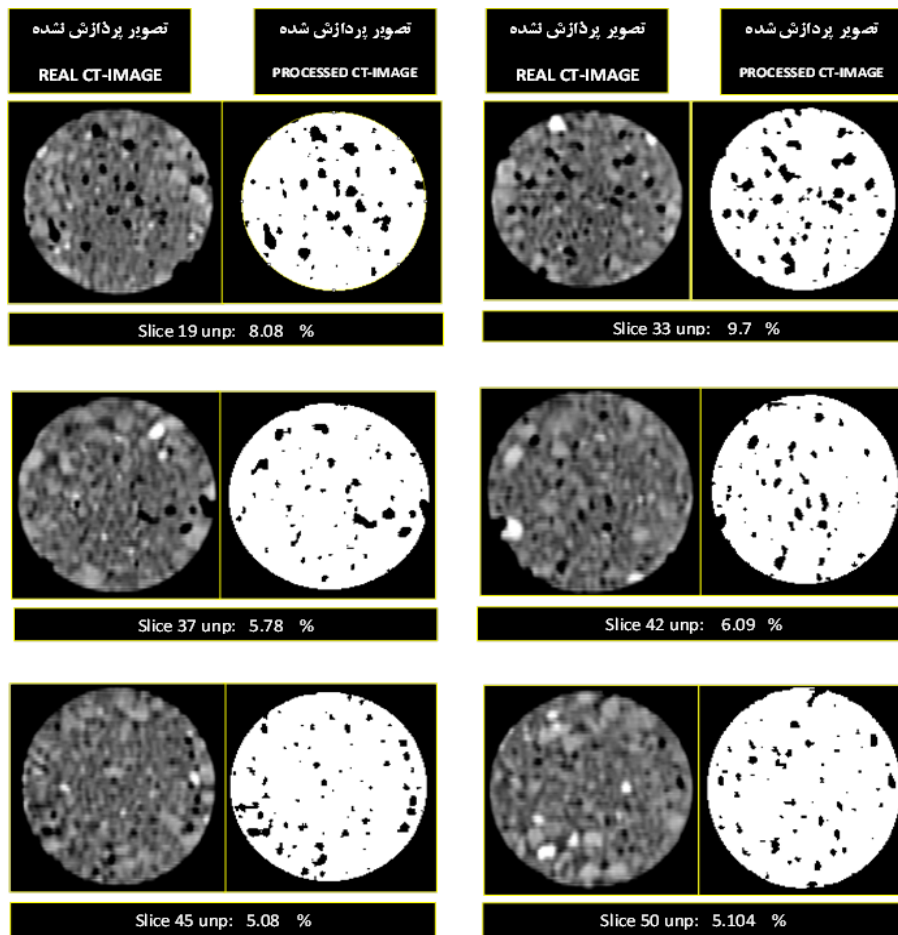 تصویر پردازش نشده
REAL CT-IMAGE
تصویر پردازش شده
PROCESSED CT-IMAGE
تصویر پردازش نشده
REAL CT-IMAGE
تصویر پردازش شده
PROCESSED CT-IMAGE
Slice 19 unp: 8.08 %
Slice 33 unp: 9.7 %
Slice 37 unp: 5.78 %
Slice 42 unp: 6.09 %
Slice 45 unp: 5.08 %
Slice 50 unp: 5.104 %